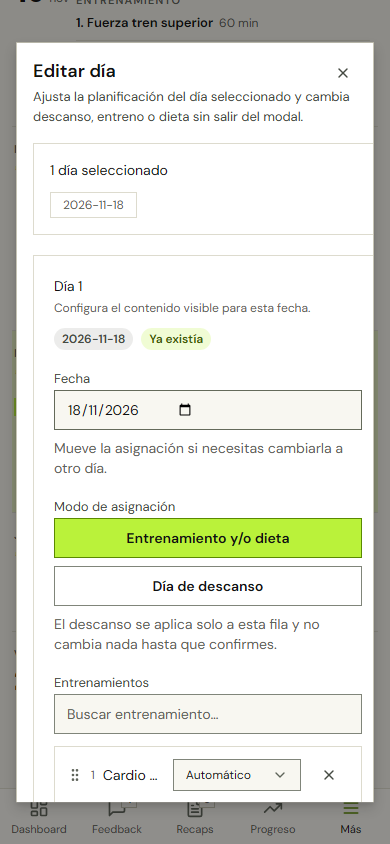 nov ENTRENAMIENTO
1. Fuerza tren superior 60 min
Editar día
Ajusta la planificación del día seleccionado y cambia
descanso, entreno o dieta sin salir del modal.
1 día seleccionado
2026-11-18
Día 1
Configura el contenido visible para esta fecha.
2026-11-18 Ya existía
Fecha
18/11/2026
Mueve la asignación si necesitas cambiarla a
otro día.
Modo de asignación
Entrenamiento y/o dieta
Día de descanso
El descanso se aplica solo a esta fila y no
cambia nada hasta que confirmes.
Entrenamientos
Buscar entrenamiento...
1 Cardio ... Automático
Dashboard Feedback Recaps Progreso Más